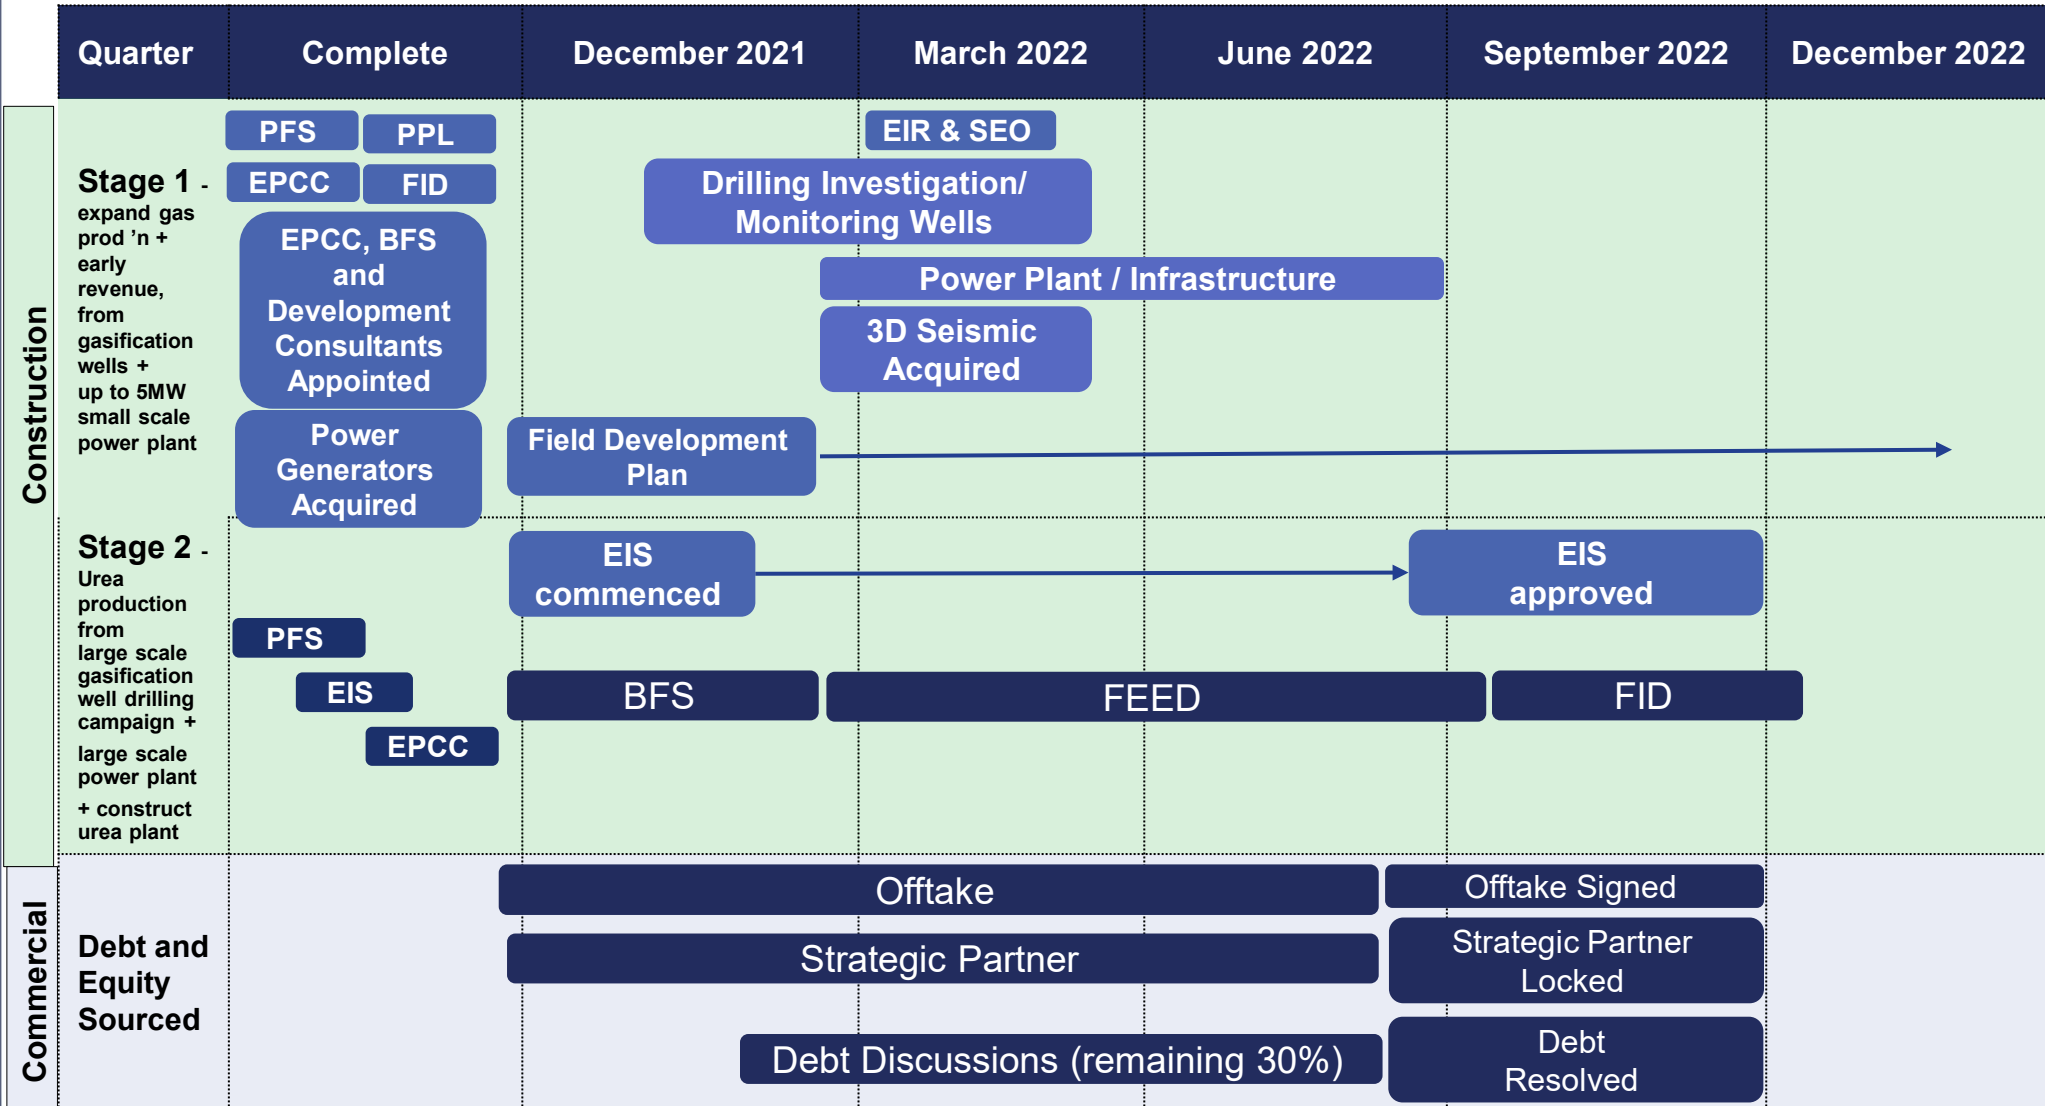 Quarter
Complete
December 2021
March 2022
June 2022
September 2022
December 2022
Construction
Stage 1 -
expand gas
prod ’n +
early
revenue,
from
gasification
wells +
up to 5MW
small scale
power plant
PFS
PPL
EPCC
FID
EPCC, BFS
and
Development
Consultants
Appointed
Power
Generators
Acquired
EIR & SEO
Drilling Investigation/
Monitoring Wells
Power Plant / Infrastructure
3D Seismic
Acquired
Field Development
Plan
Stage 2 -
Urea
production
from
large scale
gasification
well drilling
campaign +
large scale
power plant
+ construct
urea plant
PFS
EIS
EPCC
EIS
commenced
EIS
approved
BFS
FEED
FID
Commercial
Debt and
Equity
Sourced
Offtake
Offtake Signed
Strategic Partner
Strategic Partner
Locked
Debt Discussions (remaining 30%)
Debt
Resolved